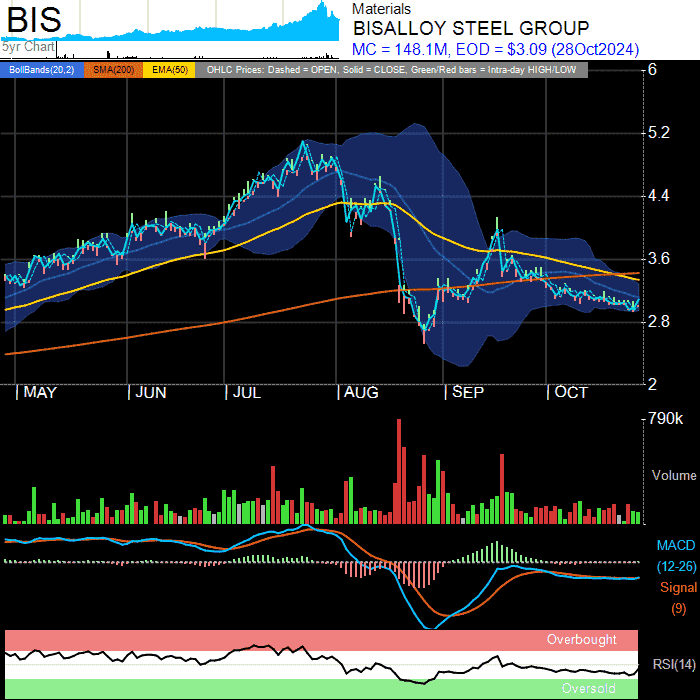 BIS
5yr Chart
Materials
BISALLOY STEEL GROUP
MC = 148.1M, EOD = $3.09 (28Oct2024)
BollBands(20,2) SMA(200) EMA(50) OHLC Prices: Dashed = OPEN, Solid = CLOSE, Green/Red bars = Intra-day HIGH/LOW
6
5.2
4.4
3.6
2.8
2
MAY JUN JUL AUG SEP OCT
790k
Volume
MACD
(12-26)
Signal
(9)
Overbought
RSI(14)
Oversold